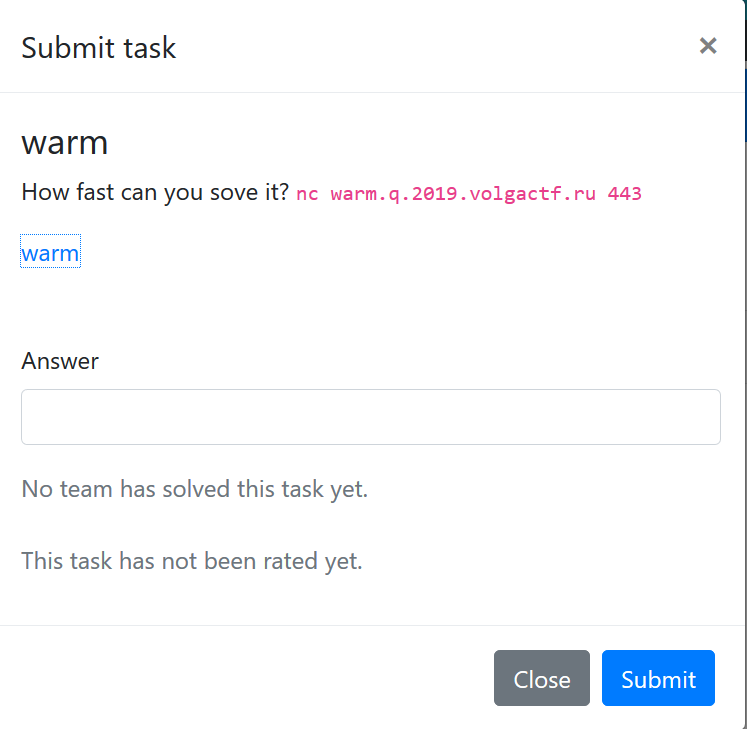 Submit task
×
warm
How fast can you sove it? nc warm.q.2019.volgactf.ru 443
warm
Answer
No team has solved this task yet.
This task has not been rated yet.
Close Submit